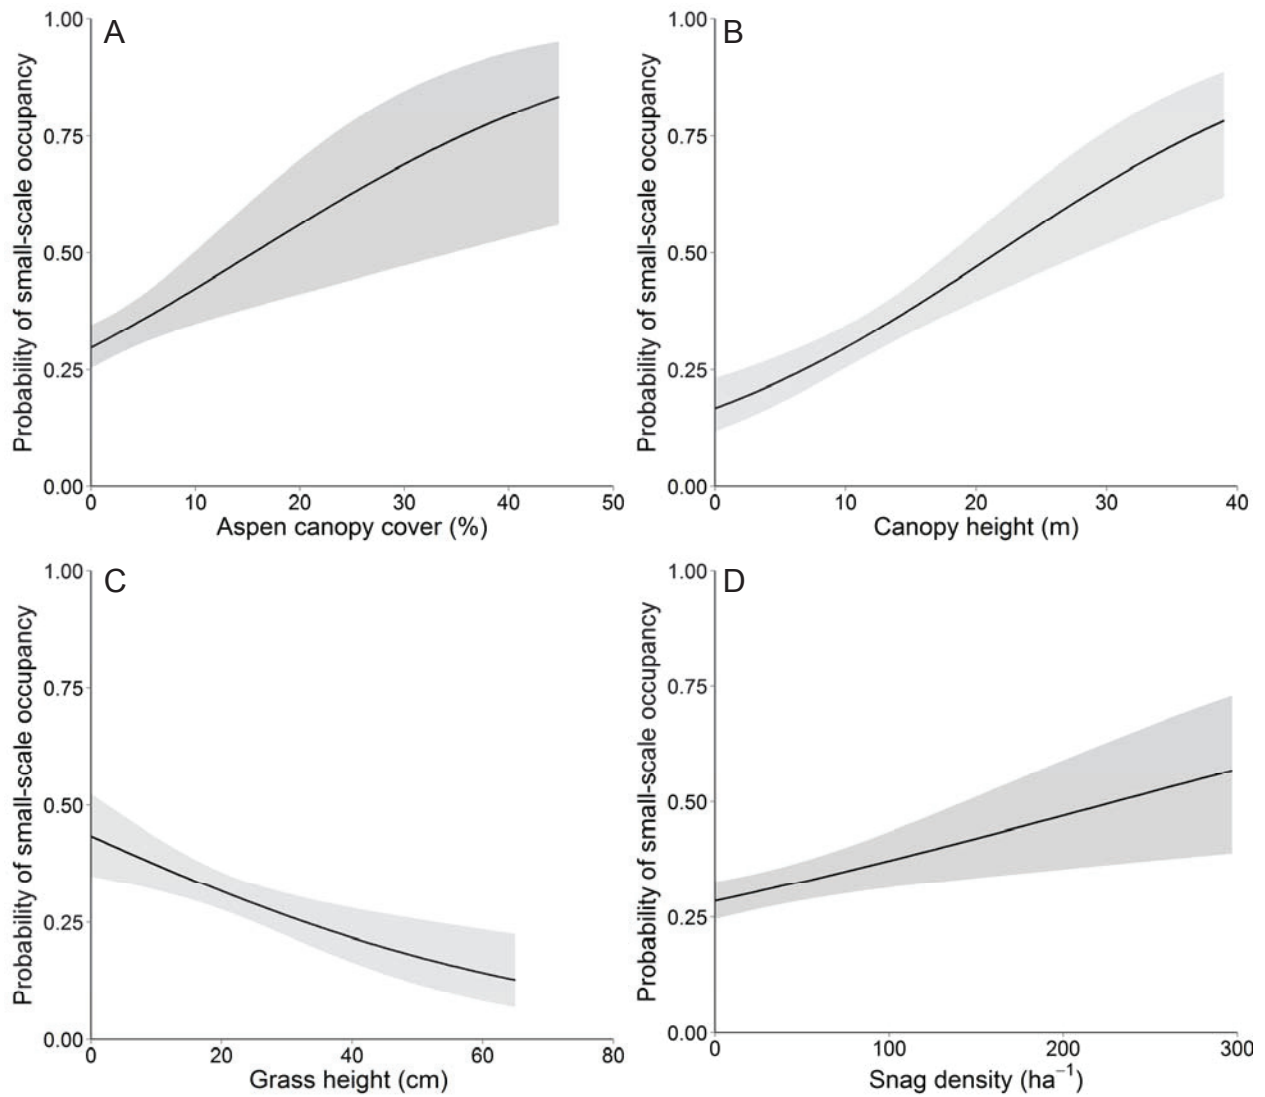 A
Probability of small-scale occupancy
1.00
0.75
0.50
0.25
0.00
0 10 20 30 40 50
Aspen canopy cover (%)
B
Probability of small-scale occupancy
1.00
0.75
0.50
0.25
0.00
0 10 20 30 40
Canopy height (m)
C
Probability of small-scale occupancy
1.00
0.75
0.50
0.25
0.00
0 20 40 60 80
Grass height (cm)
D
Probability of small-scale occupancy
1.00
0.75
0.50
0.25
0.00
0 100 200 300
Snag density (ha⁻¹)